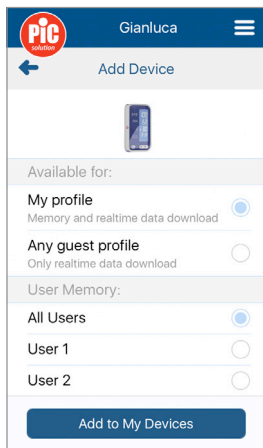 PiC
solution
Gianluca
Add Device
Available for:
My profile
Memory and realtime data download
Any guest profile
Only realtime data download
User Memory:
All Users
User 1
User 2
Add to My Devices